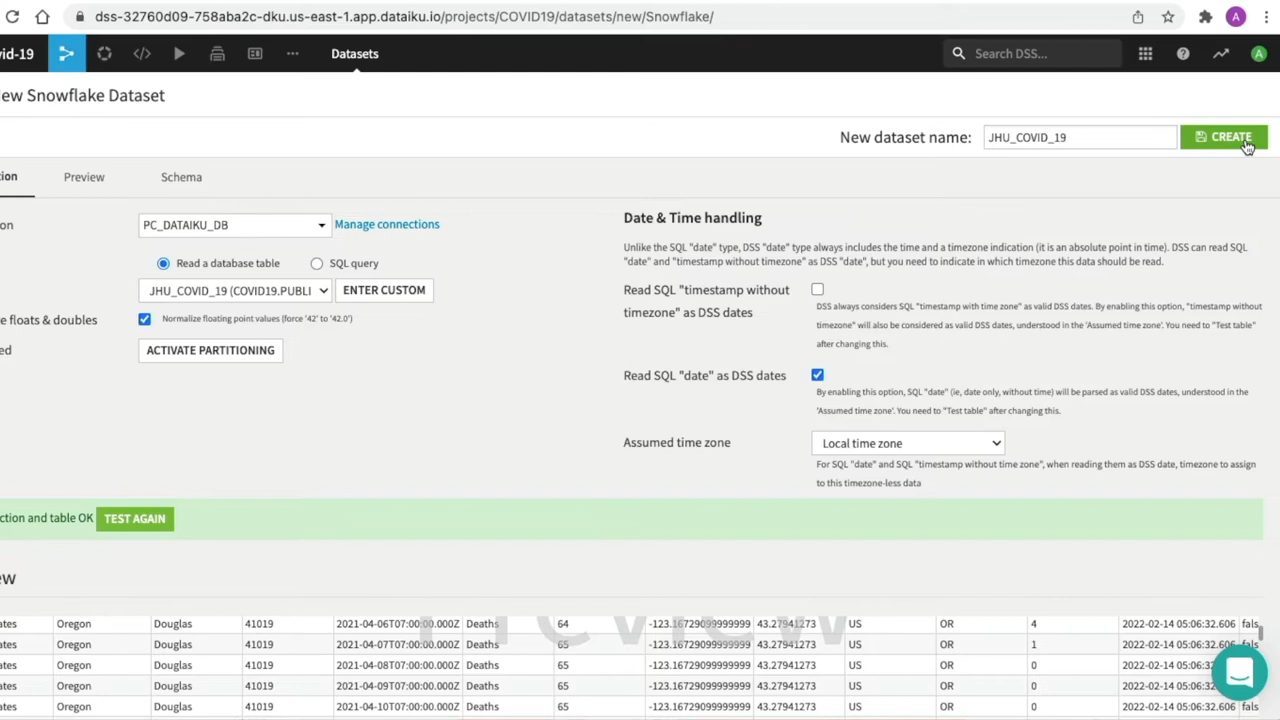 dss-32760d09-758aba2c-dku.us-east-1.app.dataiku.io/projects/COVID19/datasets/new/Snowflake/
A
vid-19
Datasets
Search DSS...
A
ew Snowflake Dataset
New dataset name:
JHU_COVID_19
CREATE
tion
Preview
Schema
on
PC_DATAIKU_DB
Manage connections
Read a database table
SQL query
JHU_COVID_19 (COVID19.PUBLI
ENTER CUSTOM
e floats & doubles
Normalize floating point values (force '42' to '42.0')
ed
ACTIVATE PARTITIONING
Date & Time handling
Unlike the SQL "date" type, DSS "date" type always includes the time and a timezone indication (it is an absolute point in time). DSS can read SQL
"date" and "timestamp without timezone" as DSS "date", but you need to indicate in which timezone this data should be read.
Read SQL "timestamp without
timezone" as DSS dates
DSS always considers SQL "timestamp with time zone" as valid DSS dates. By enabling this option, "timestamp without
timezone" will also be considered as valid DSS dates, understood in the 'Assumed time zone'. You need to "Test table"
after changing this.
Read SQL "date" as DSS dates
By enabling this option, SQL "date" (ie, date only, without time) will be parsed as valid DSS dates, understood in the
'Assumed time zone'. You need to "Test table" after changing this.
Assumed time zone
Local time zone
For SQL "date" and SQL "timestamp without time zone", when reading them as DSS date, timezone to assign
to this timezone-less data
ction and table OK
TEST AGAIN
ew
Preview
ates Oregon Douglas 41019 2021-04-06T07:00:00.000Z Deaths 64 -123.16729099999999 43.27941273 US OR 4 2022-02-14 05:06:32.606 fals
ates Oregon Douglas 41019 2021-04-07T07:00:00.000Z Deaths 65 -123.16729099999999 43.27941273 US OR 1 2022-02-14 05:06:32.606 fals
ates Oregon Douglas 41019 2021-04-08T07:00:00.000Z Deaths 65 -123.16729099999999 43.27941273 US OR 0 2022-02-14 05:06:32
ates Oregon Douglas 41019 2021-04-09T07:00:00.000Z Deaths 65 -123.16729099999999 43.27941273 US OR 0 2022-02-14 05:06:32
ates Oregon Douglas 41019 2021-04-10T07:00:00.000Z Deaths 65 -123.16729099999999 43.27941273 US OR 0 2022-02-14 05:06:32.606 fals